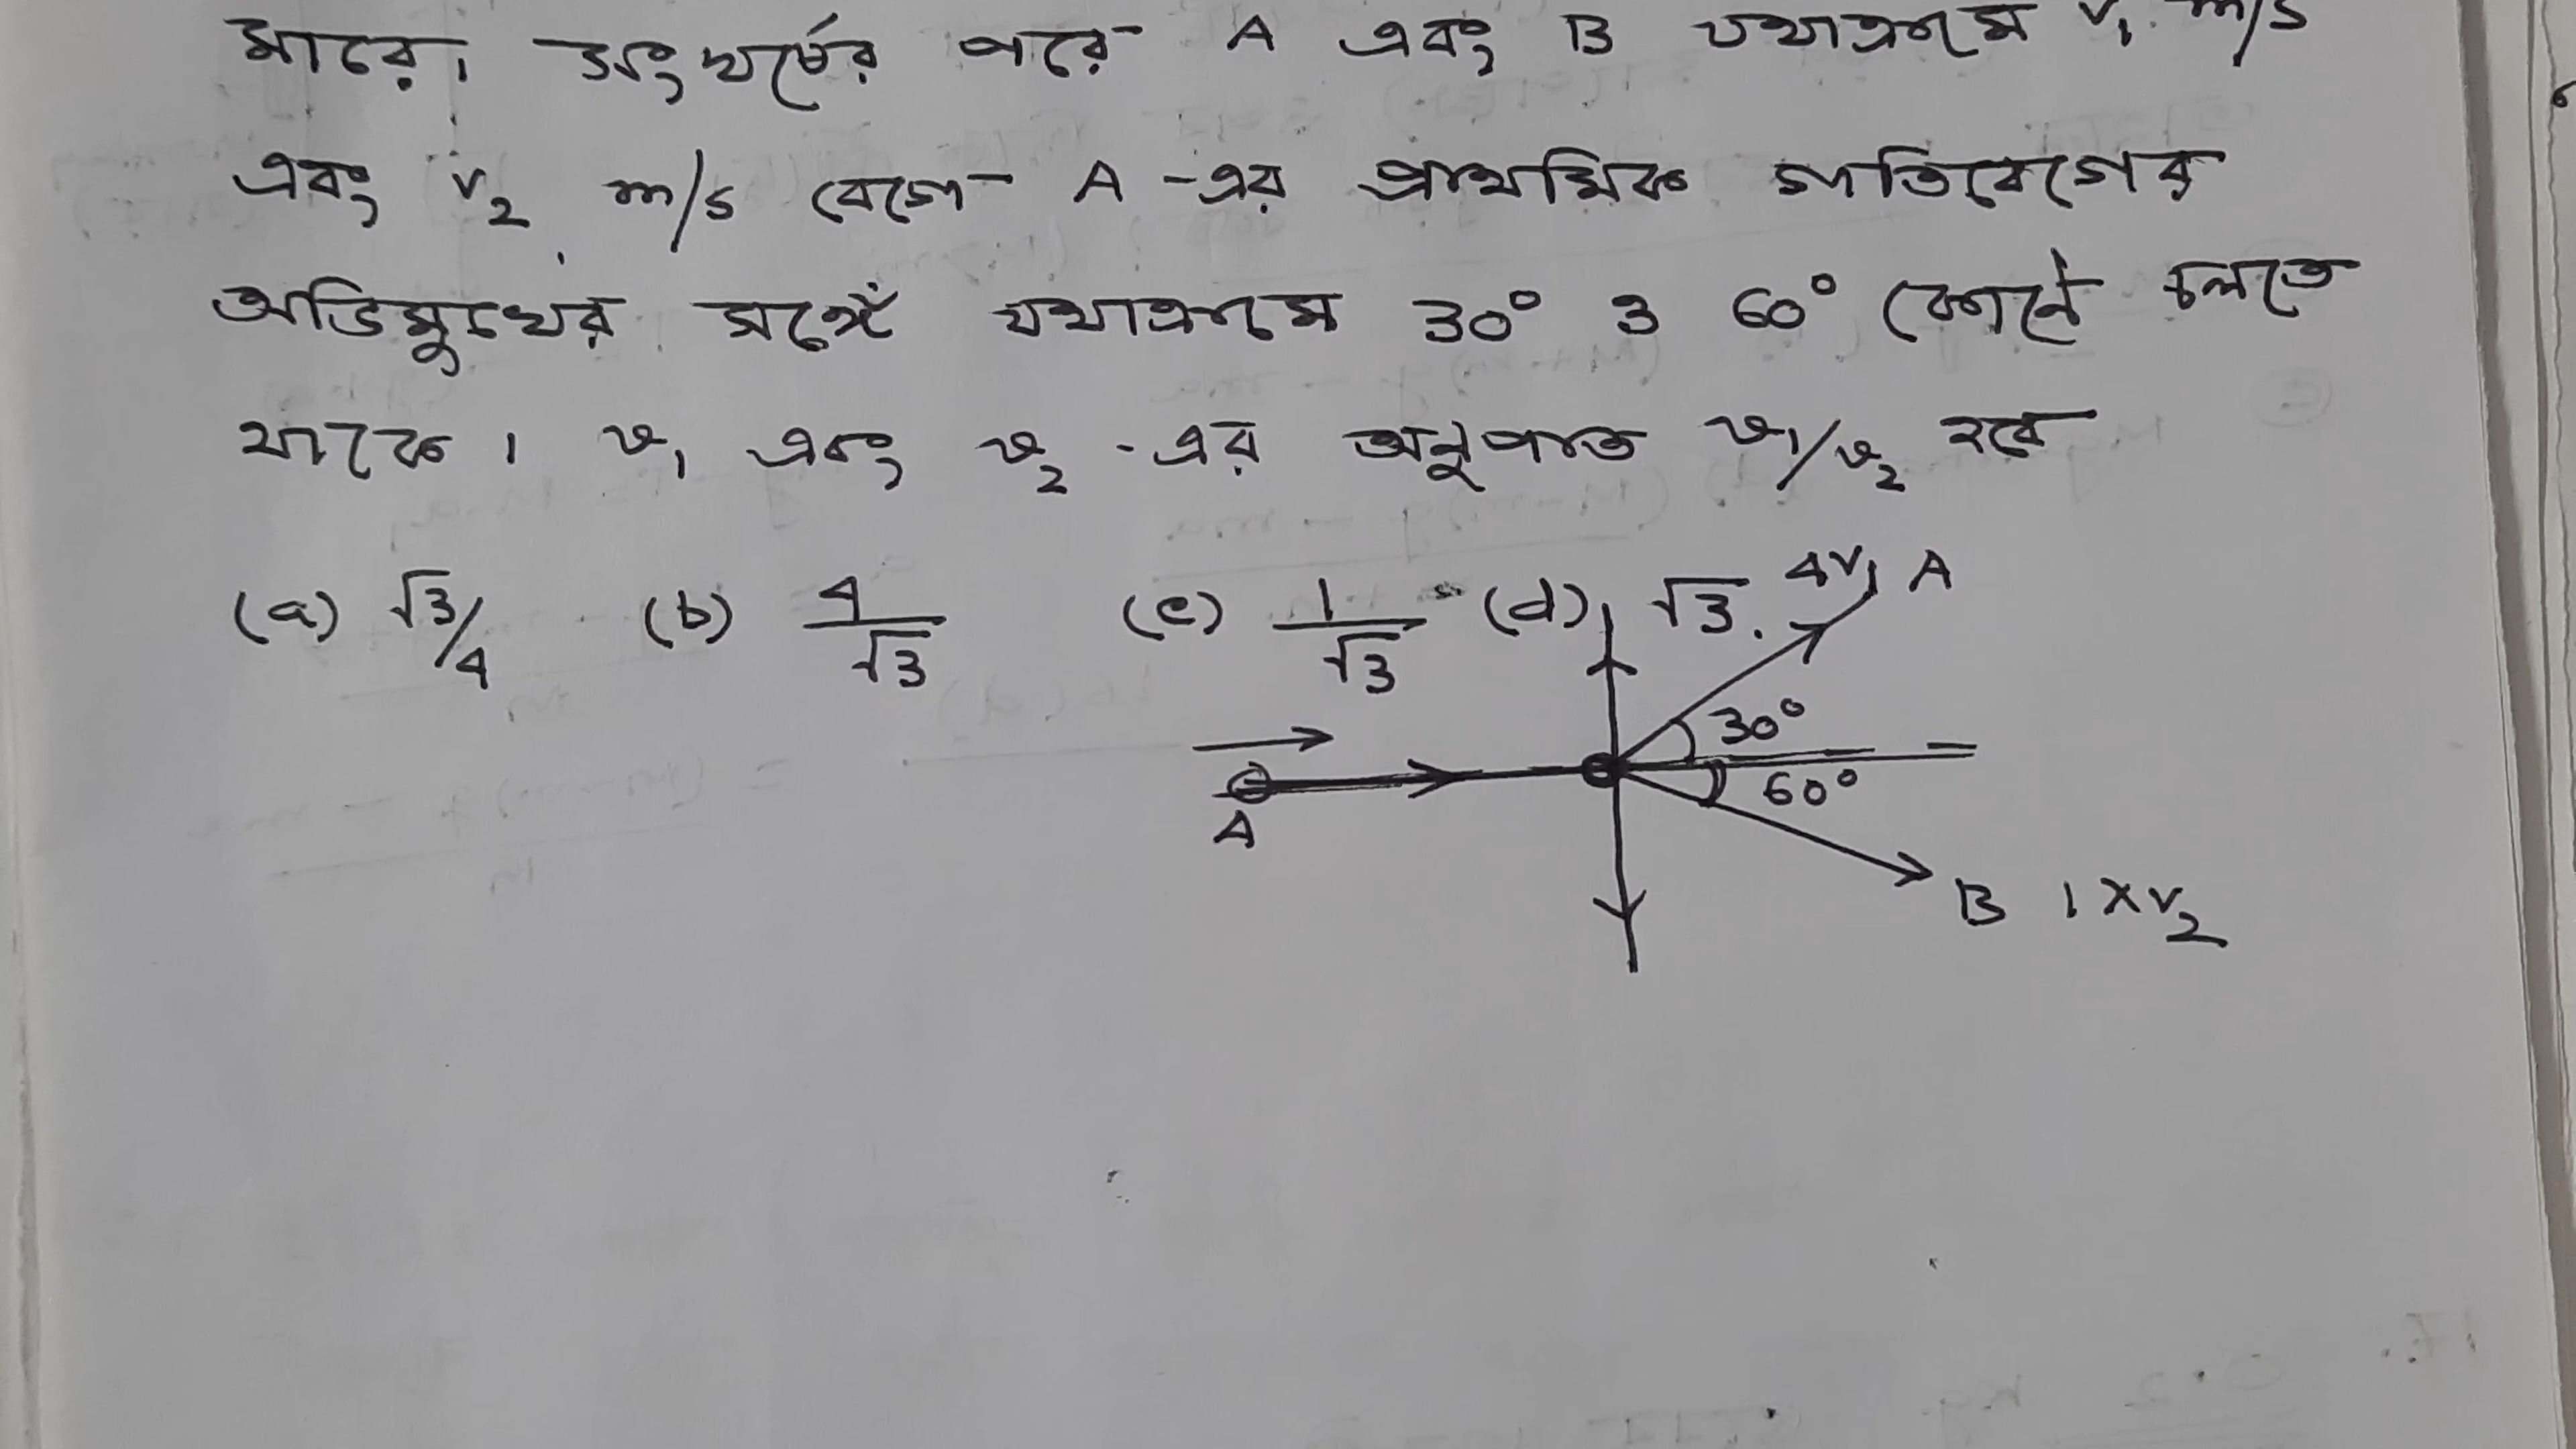 মারে। সংঘর্ষের পরে A এবং B যথাক্রমে v₁ m/s
এবং v₂ m/s বেগে A -এর প্রাথমিক গতিবেগের
অভিমুখের সঙ্গে যথাক্রমে 30° ও 60° কোণে চলতে
থাকে। v₁ এবং v₂ -এর অনুপাত v₁/v₂ হবে
(a) √3/4 (b) 4/√3 (c) 1/√3 (d) √3.
4v₁ A
30°
60°
A
B 1×v₂